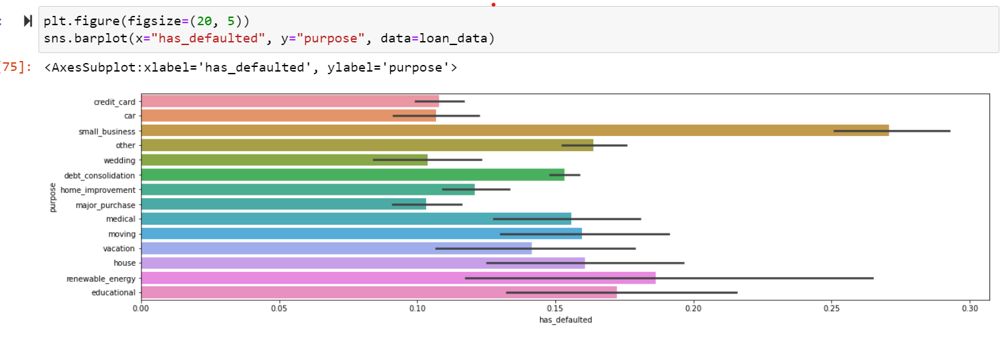 plt.figure(figsize=(20, 5))
sns.barplot(x="has_defaulted", y="purpose", data=loan_data)
[75]: <AxesSubplot:xlabel='has_defaulted', ylabel='purpose'>
credit_card
car
small_business
other
wedding
debt_consolidation
home_improvement
major_purchase
medical
moving
vacation
house
renewable_energy
educational
purpose
0.00 0.05 0.10 0.15 0.20 0.25 0.30
has_defaulted